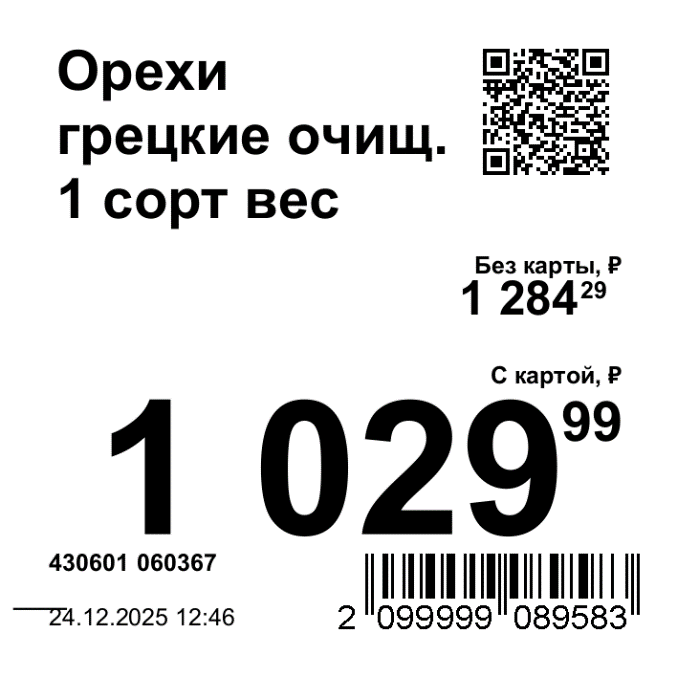 Орехи
грецкие очищ.
1 сорт вес
Без карты, ₽
1 284 29
С картой, ₽
1 029 99
430601 060367
24.12.2025 12:46
2 099999 089583